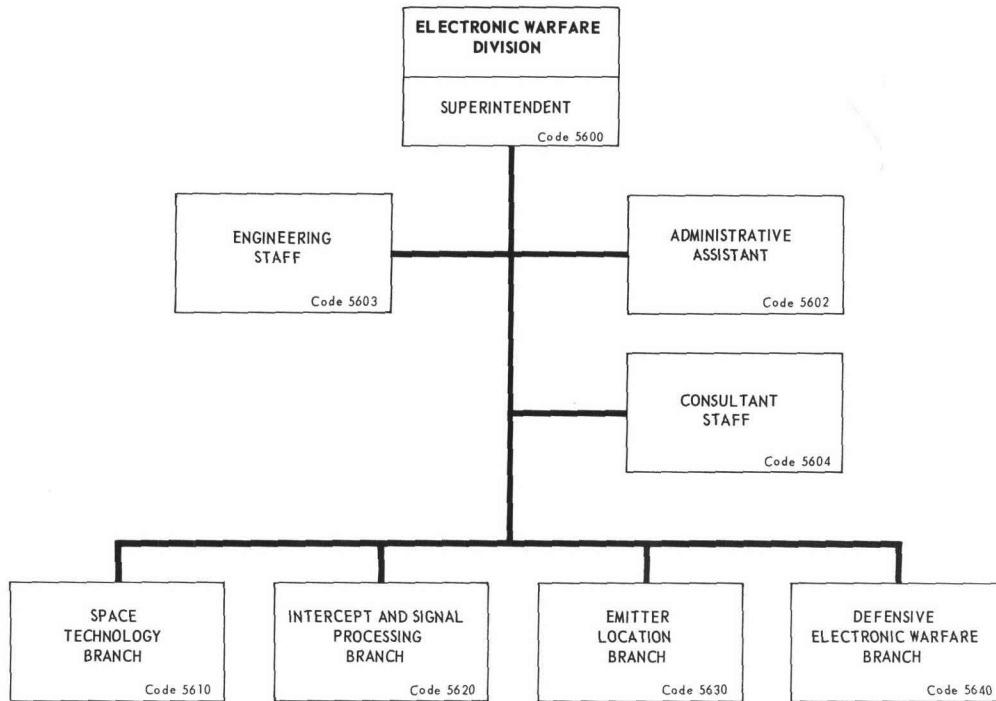 ELECTRONIC WARFARE
DIVISION
SUPERINTENDENT
Code 5600
ENGINEERING
STAFF
Code 5603
ADMINISTRATIVE
ASSISTANT
Code 5602
CONSULTANT
STAFF
Code 5604
SPACE
TECHNOLOGY
BRANCH
Code 5610
INTERCEPT AND SIGNAL
PROCESSING
BRANCH
Code 5620
EMITTER
LOCATION
BRANCH
Code 5630
DEFENSIVE
ELECTRONIC WARFARE
BRANCH
Code 5640